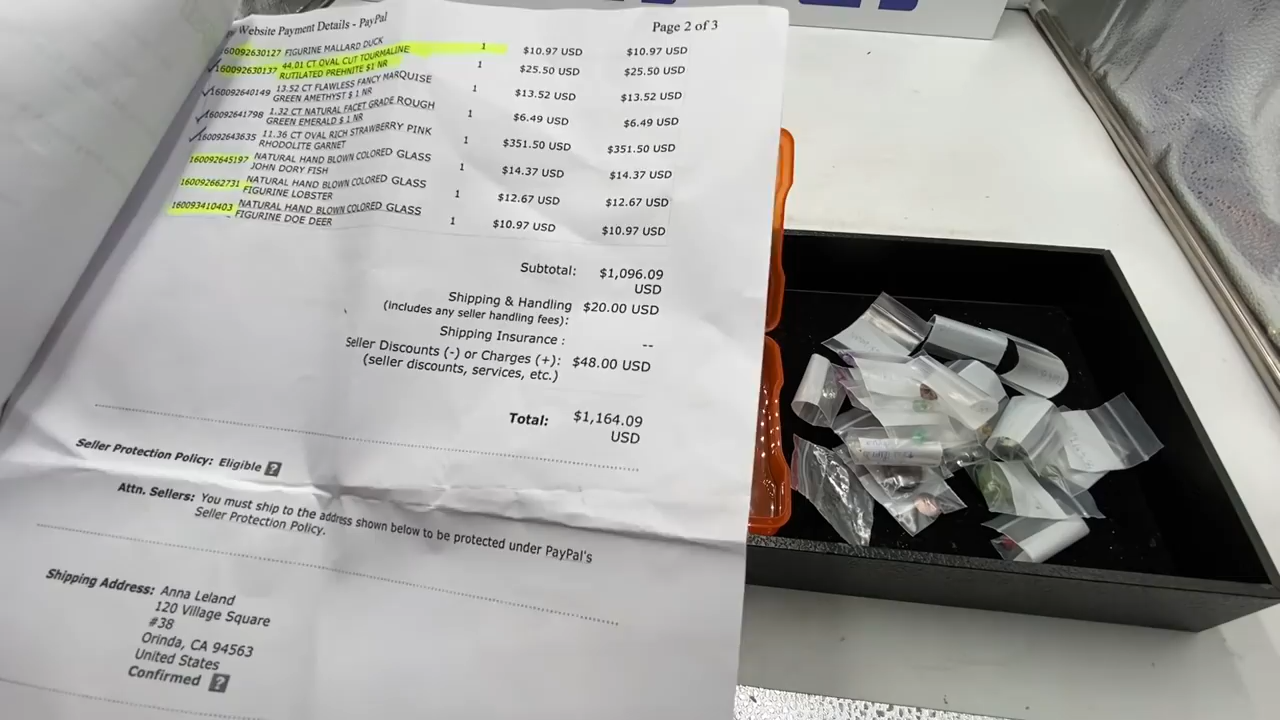 Website Payment Details - PayPal Page 2 of 3
160092630127 FIGURINE MALLARD DUCK 1 $10.97 USD $10.97 USD
160092630137 44.01 CT OVAL CUT TOURMALINE 1 $25.50 USD $25.50 USD
RUTILATED PREHNITE $1 NR
160092640149 13.52 CT FLAWLESS FANCY MARQUISE 1 $13.52 USD $13.52 USD
GREEN AMETHYST $ 1 NR
160092641798 1.32 CT NATURAL FACET GRADE ROUGH 1 $6.49 USD $6.49 USD
GREEN EMERALD $ 1 NR
160092643635 11.36 CT OVAL RICH STRAWBERRY PINK 1 $351.50 USD $351.50 USD
RHODOLITE GARNET
160092645197 NATURAL HAND BLOWN COLORED GLASS 1 $14.37 USD $14.37 USD
JOHN DORY FISH
160092662731 NATURAL HAND BLOWN COLORED GLASS 1 $12.67 USD $12.67 USD
FIGURINE LOBSTER
160093410403 NATURAL HAND BLOWN COLORED GLASS 1 $10.97 USD $10.97 USD
FIGURINE DOE DEER
Subtotal: $1,096.09
USD
Shipping & Handling $20.00 USD
(includes any seller handling fees):
Shipping Insurance : --
Seller Discounts (-) or Charges (+): $48.00 USD
(seller discounts, services, etc.)
Total: $1,164.09
USD
Seller Protection Policy: Eligible ?
Attn. Sellers: You must ship to the address shown below to be protected under PayPal's
Seller Protection Policy.
Shipping Address: Anna Leland
120 Village Square
#38
Orinda, CA 94563
United States
Confirmed ?